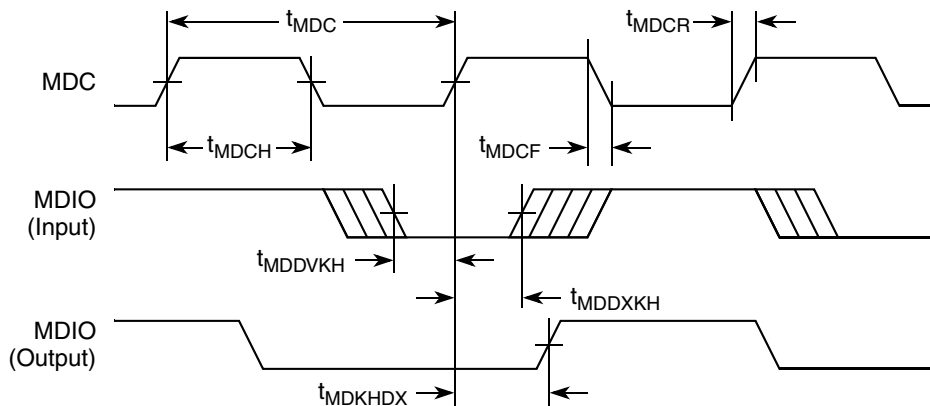 tMDC
tMDCR
MDC
tMDCH
tMDCF
MDIO
(Input)
tMDDVKH
tMDDXKH
MDIO
(Output)
tMDKHDX